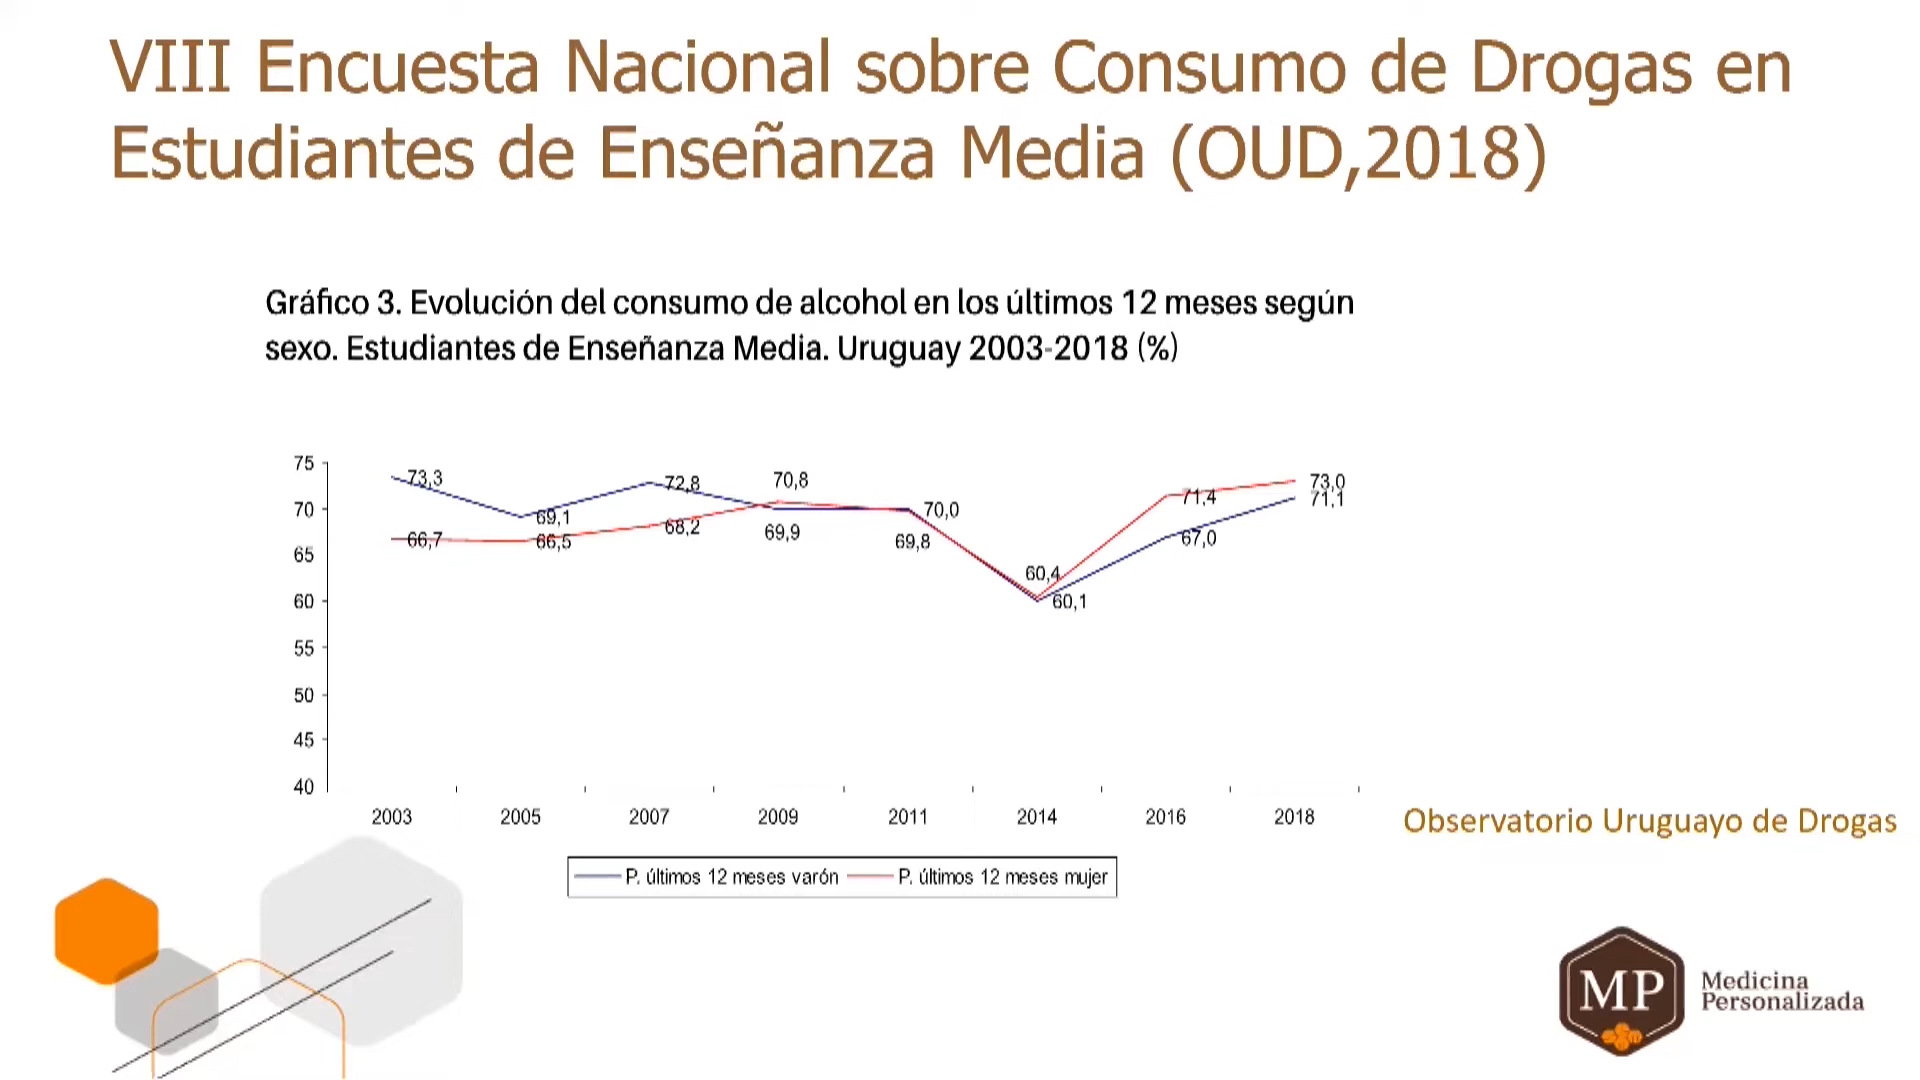 VIII Encuesta Nacional sobre Consumo de Drogas en
Estudiantes de Enseñanza Media (OUD,2018)
Gráfico 3. Evolución del consumo de alcohol en los últimos 12 meses según
sexo. Estudiantes de Enseñanza Media. Uruguay 2003-2018 (%)
75
70
65
60
55
50
45
40
73,3
69,1
72,8
69,9
70,0
60,1
67,0
71,1
66,7
66,5
68,2
70,8
69,8
60,4
71,4
73,0
2003 2005 2007 2009 2011 2014 2016 2018
P. últimos 12 meses varón P. últimos 12 meses mujer
Observatorio Uruguayo de Drogas
MP
Medicina
Personalizada